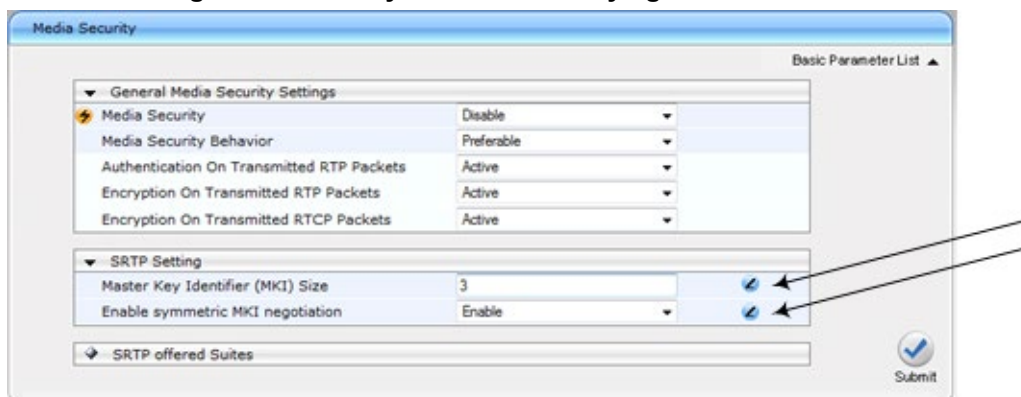 Media Security
Basic Parameter List
General Media Security Settings
Media Security Disable
Media Security Behavior Preferable
Authentication On Transmitted RTP Packets Active
Encryption On Transmitted RTP Packets Active
Encryption On Transmitted RTCP Packets Active
SRTP Setting
Master Key Identifier (MKI) Size 3
Enable symmetric MKI negotiation Enable
SRTP offered Suites
Submit